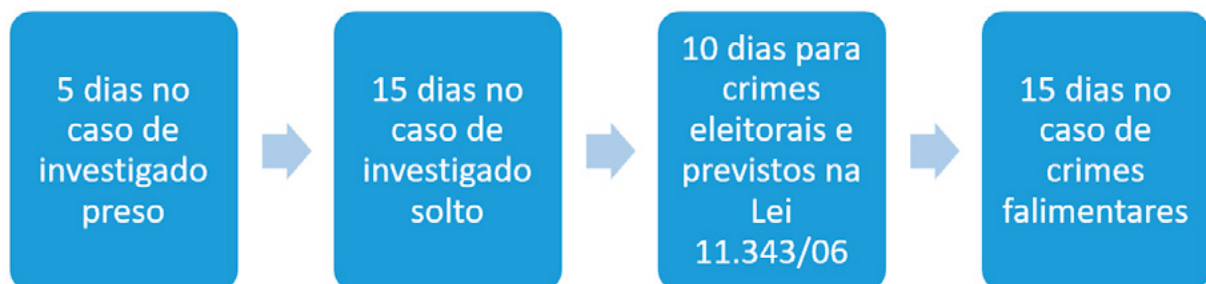 5 dias no
caso de
investigado
preso
15 dias no
caso de
investigado
solto
10 dias para
crimes
eleitorais e
previstos na
Lei
11.343/06
15 dias no
caso de
crimes
falimentares